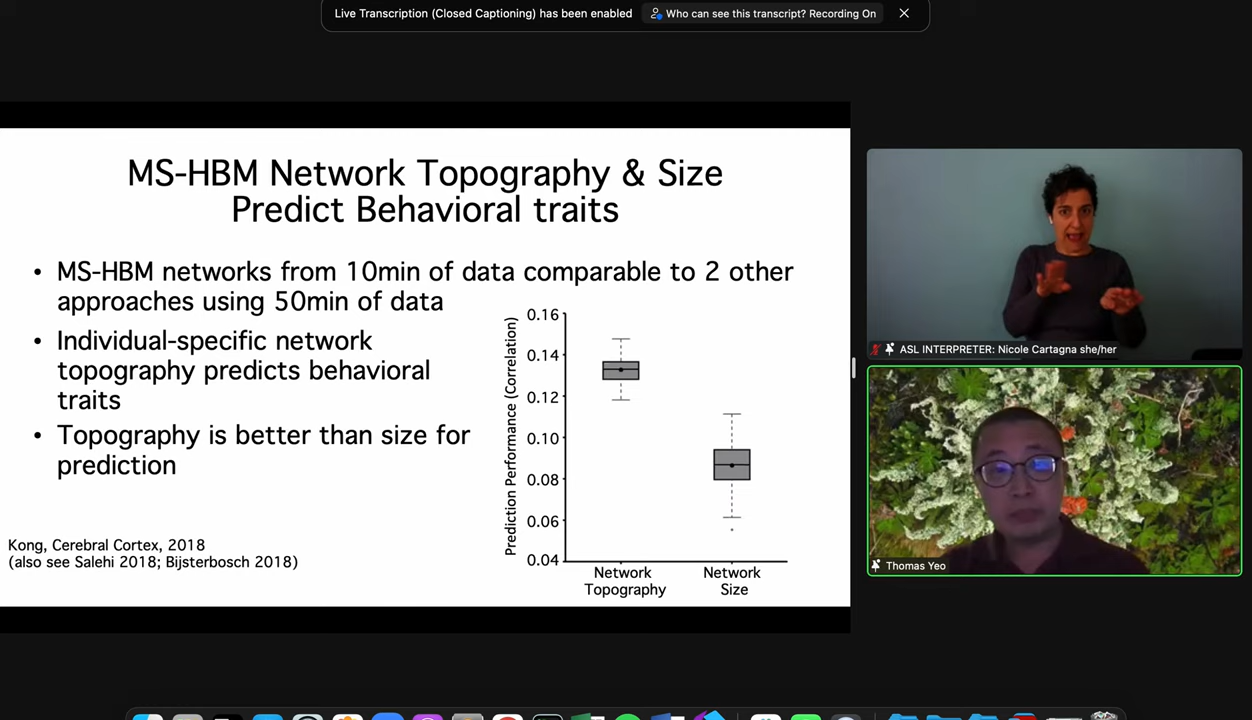 Live Transcription (Closed Captioning) has been enabled
Who can see this transcript? Recording On
MS-HBM Network Topography & Size
Predict Behavioral traits
• MS-HBM networks from 10min of data comparable to 2 other
approaches using 50min of data
• Individual-specific network
topography predicts behavioral
traits
• Topography is better than size for
prediction
Kong, Cerebral Cortex, 2018
(also see Salehi 2018; Bijsterbosch 2018)
Prediction Performance (Correlation)
0.16
0.14
0.12
0.10
0.08
0.06
0.04
Network
Topography
Network
Size
ASL INTERPRETER: Nicole Cartagna she/her
Thomas Yeo